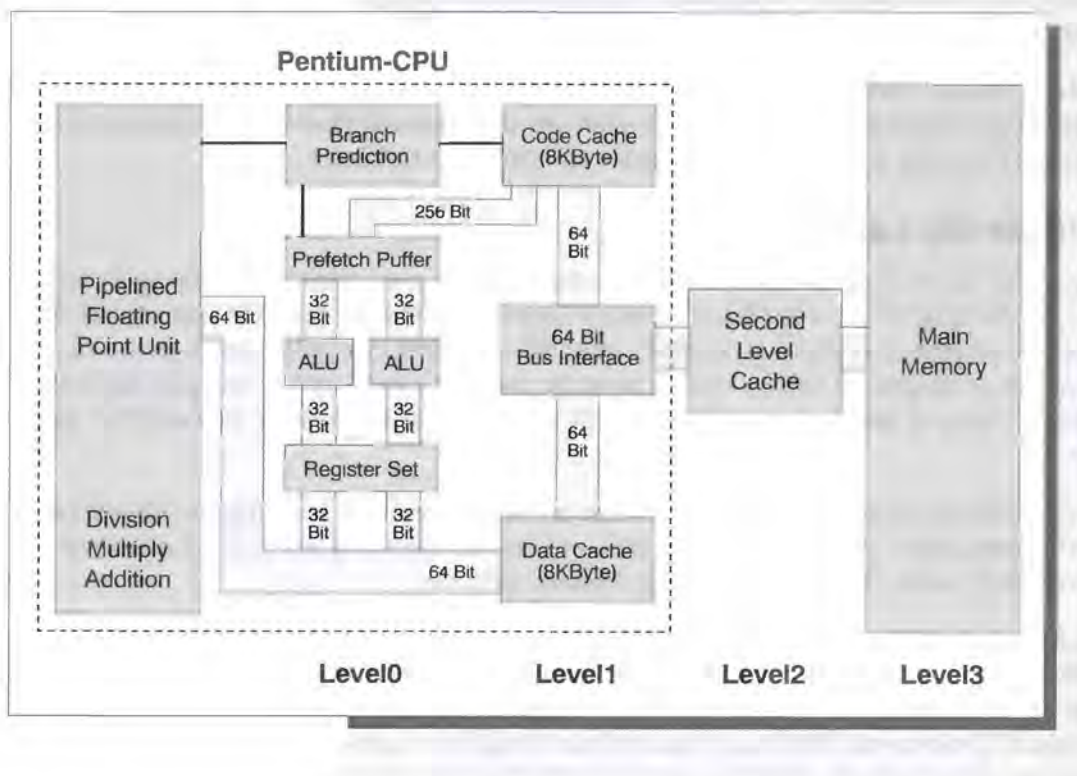 Pentium-CPU
Branch
Prediction
Code Cache
(8KByte)
256 Bit
64
Bit
Prefetch Puffer
Pipelined
Floating
Point Unit
64 Bit
32
Bit
32
Bit
ALU
ALU
64 Bit
Bus Interface
Second
Level
Cache
Main
Memory
32
Bit
32
Bit
64
Bit
Register Set
Division
Multiply
Addition
32
Bit
32
Bit
64 Bit
Data Cache
(8KByte)
Level0
Level1
Level2
Level3